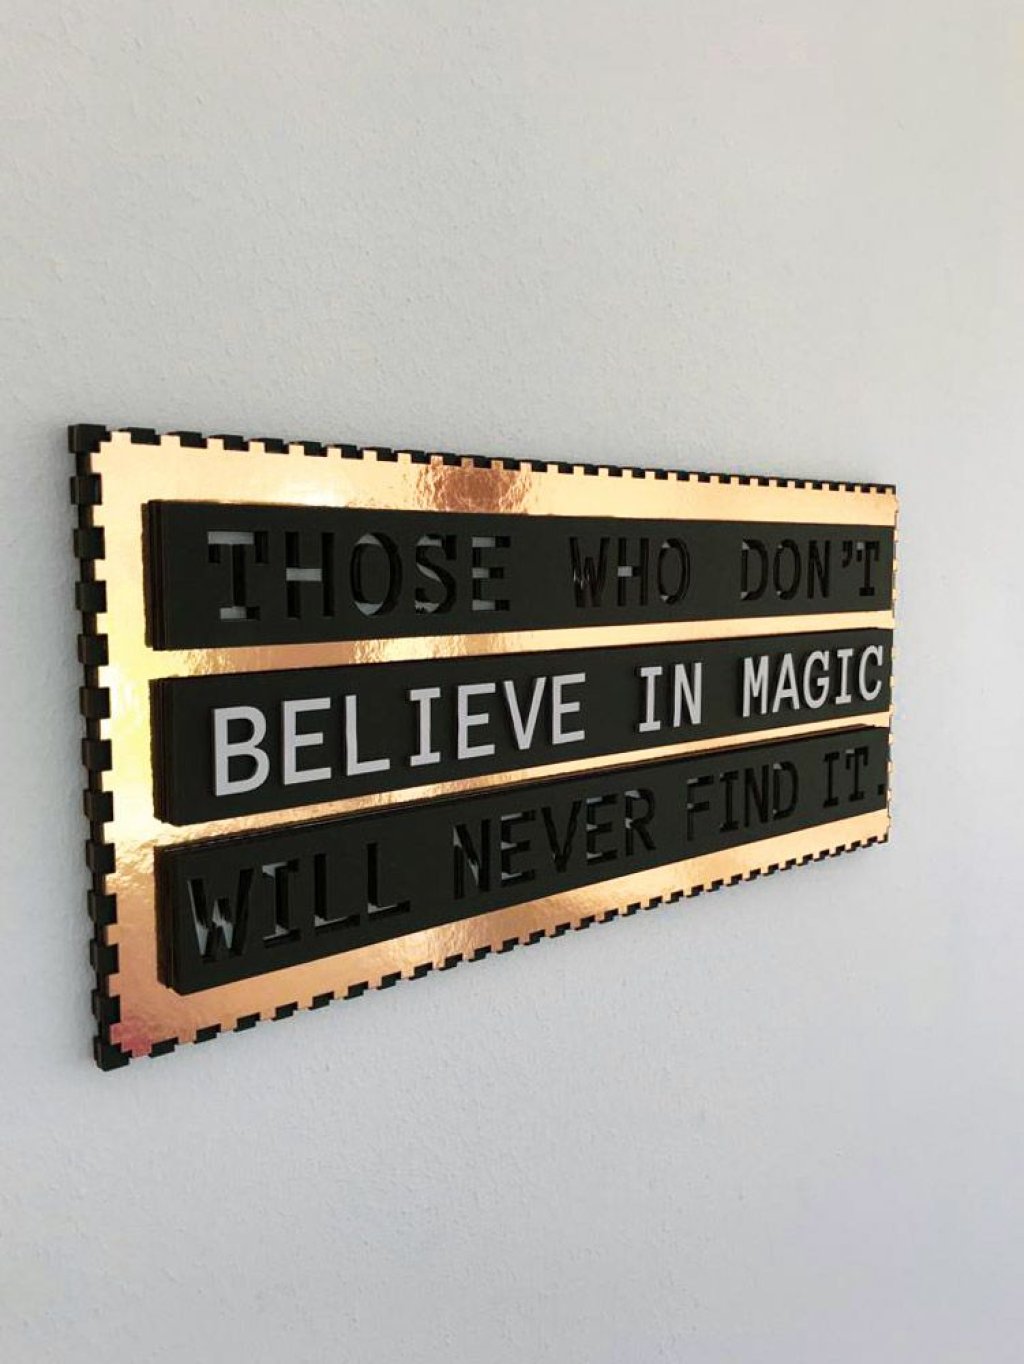 THOSE WHO DON'T
BELIEVE IN MAGIC
WILL NEVER FIND IT.